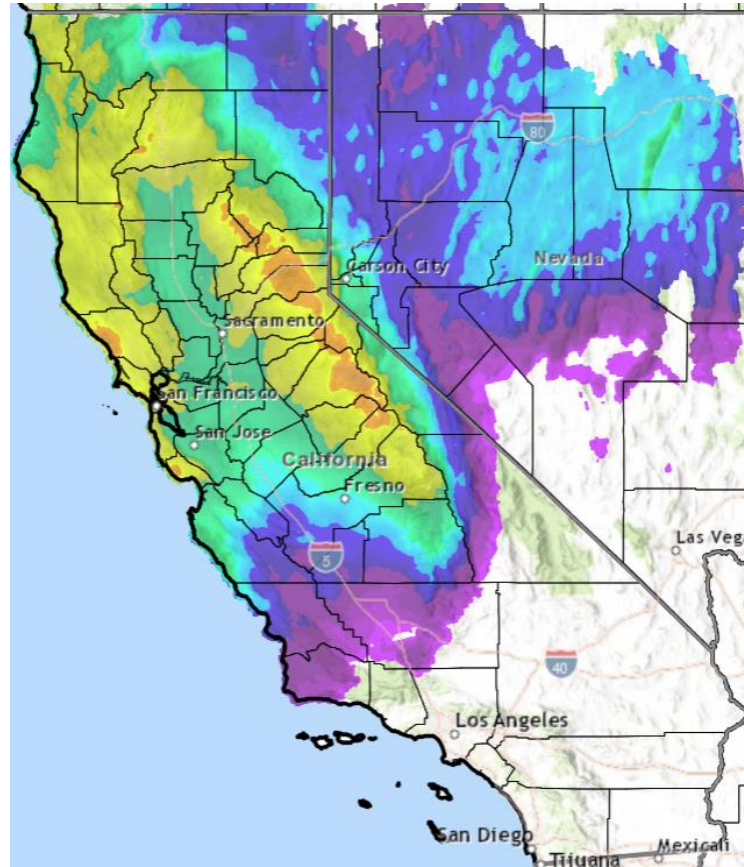 80
Nevada
Carson City
Sacramento
San Francisco
San Jose
California
Fresno
5
Las Vega
40
Los Angeles
San Diego
Tijuana
Mexicali